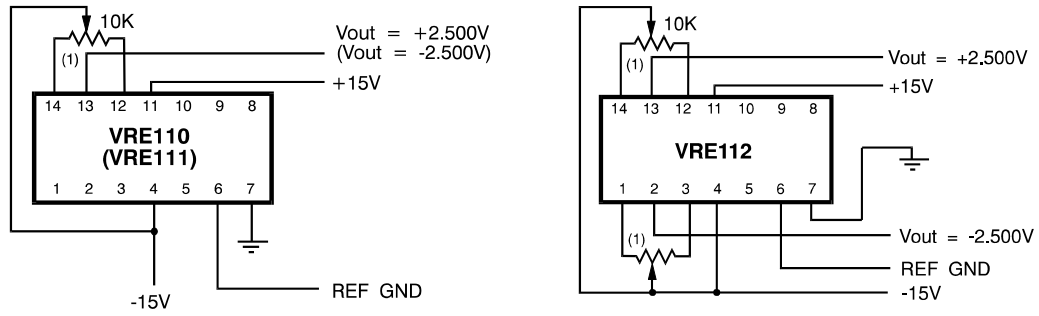 10K
Vout = +2.500V
(Vout = -2.500V)
(1)
+15V
14 13 12 11 10 9 8
VRE110
(VRE111)
1 2 3 4 5 6 7
REF GND
-15V
10K
(1)
Vout = +2.500V
+15V
14 13 12 11 10 9 8
VRE112
1 2 3 4 5 6 7
(1)
Vout = -2.500V
REF GND
-15V